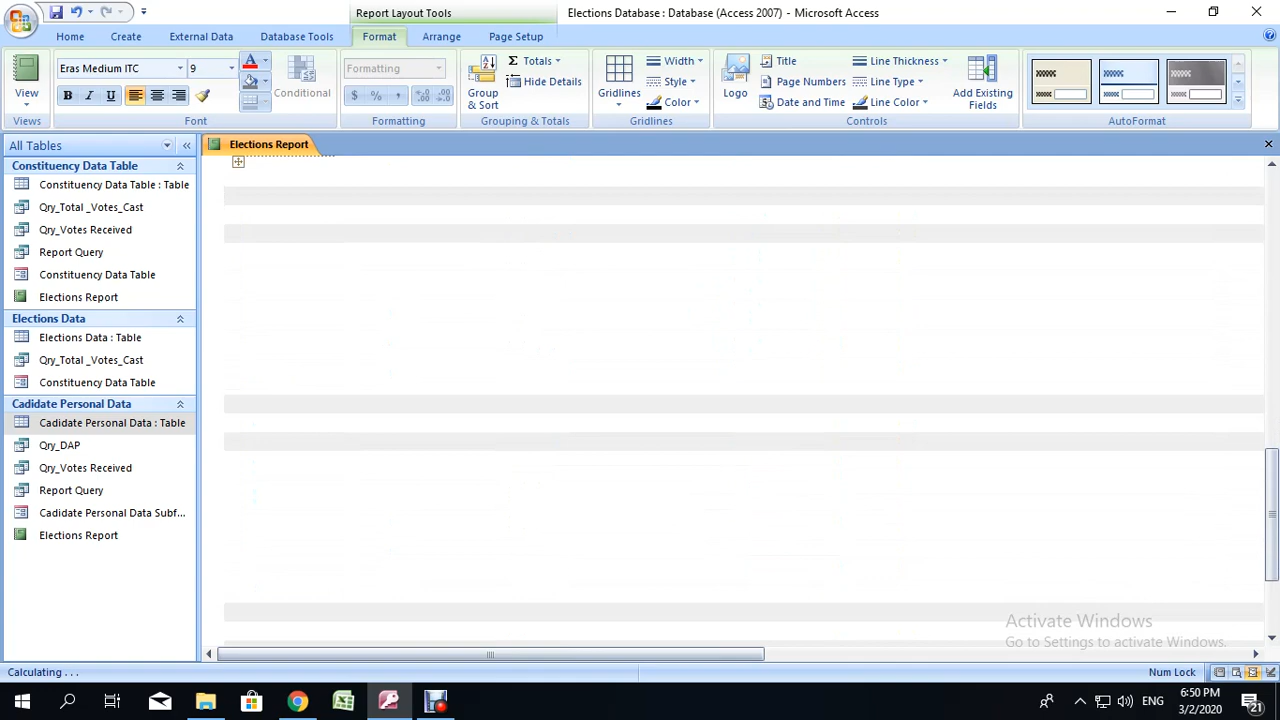 Report Layout Tools
Elections Database : Database (Access 2007) - Microsoft Access
Home Create External Data Database Tools Format Arrange Page Setup
View
Views
Eras Medium ITC 9
B I U A
Conditional
Font
Formatting
$ % ,
Formatting
Group & Sort
Σ Totals
Hide Details
Grouping & Totals
Gridlines
Width
Style
Color
Gridlines
Logo
Title
Page Numbers
Date and Time
Line Thickness
Line Type
Line Color
Controls
Add Existing Fields
AutoFormat
All Tables
Constituency Data Table
Constituency Data Table : Table
Qry_Total _Votes_Cast
Qry_Votes Received
Report Query
Constituency Data Table
Elections Report
Elections Data
Elections Data : Table
Qry_Total _Votes_Cast
Constituency Data Table
Cadidate Personal Data
Cadidate Personal Data : Table
Qry_DAP
Qry_Votes Received
Report Query
Cadidate Personal Data Subf...
Elections Report
Elections Report
Activate Windows
Go to Settings to activate Windows.
Calculating . . .
Num Lock
ENG
6:50 PM
3/2/2020
21